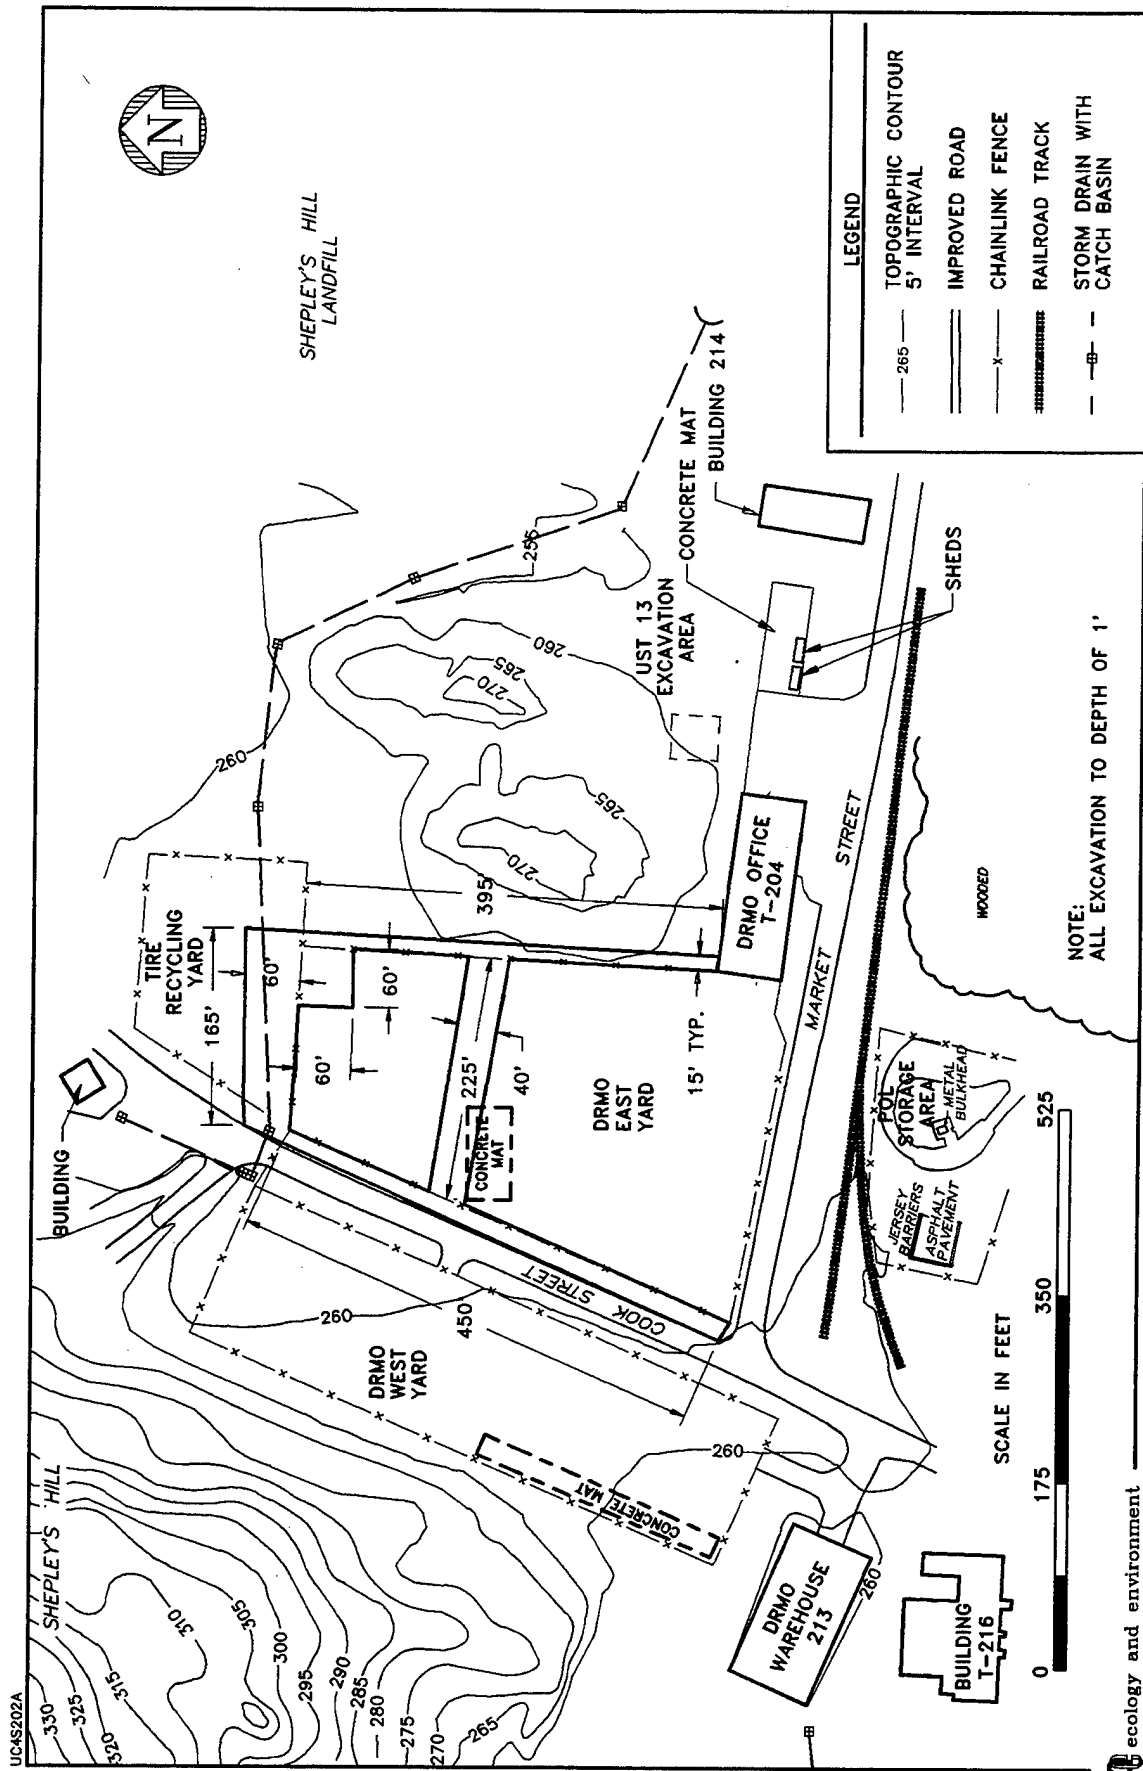 UC4S202A
SHEPLEY'S HILL
330
325
320
315
310
305
300
295
290
285
280
275
270
265
BUILDING
N
SHEPLEY'S HILL
LANDFILL
TIRE
RECYCLING
YARD
165'
60'
60'
60'
395'
225'
40'
15' TYP.
450
260
260
260
260
260
265
270
265
270
255
DRMO
WEST
YARD
COOK STREET
CONCRETE
MAT
DRMO
EAST
YARD
CONCRETE MAT
UST 13
EXCAVATION
AREA
CONCRETE MAT
BUILDING 214
SHEDS
DRMO OFFICE
T-204
MARKET STREET
WOODED
POL
STORAGE
AREA
METAL
BULKHEAD
JERSEY
BARRIERS
ASPHALT
PAVEMENT
DRMO
WAREHOUSE
213
BUILDING
T-216
SCALE IN FEET
0 175 350 525
NOTE:
ALL EXCAVATION TO DEPTH OF 1'
LEGEND
265
TOPOGRAPHIC CONTOUR
5' INTERVAL
IMPROVED ROAD
x
CHAINLINK FENCE
RAILROAD TRACK
STORM DRAIN WITH
CATCH BASIN
ecology and environment